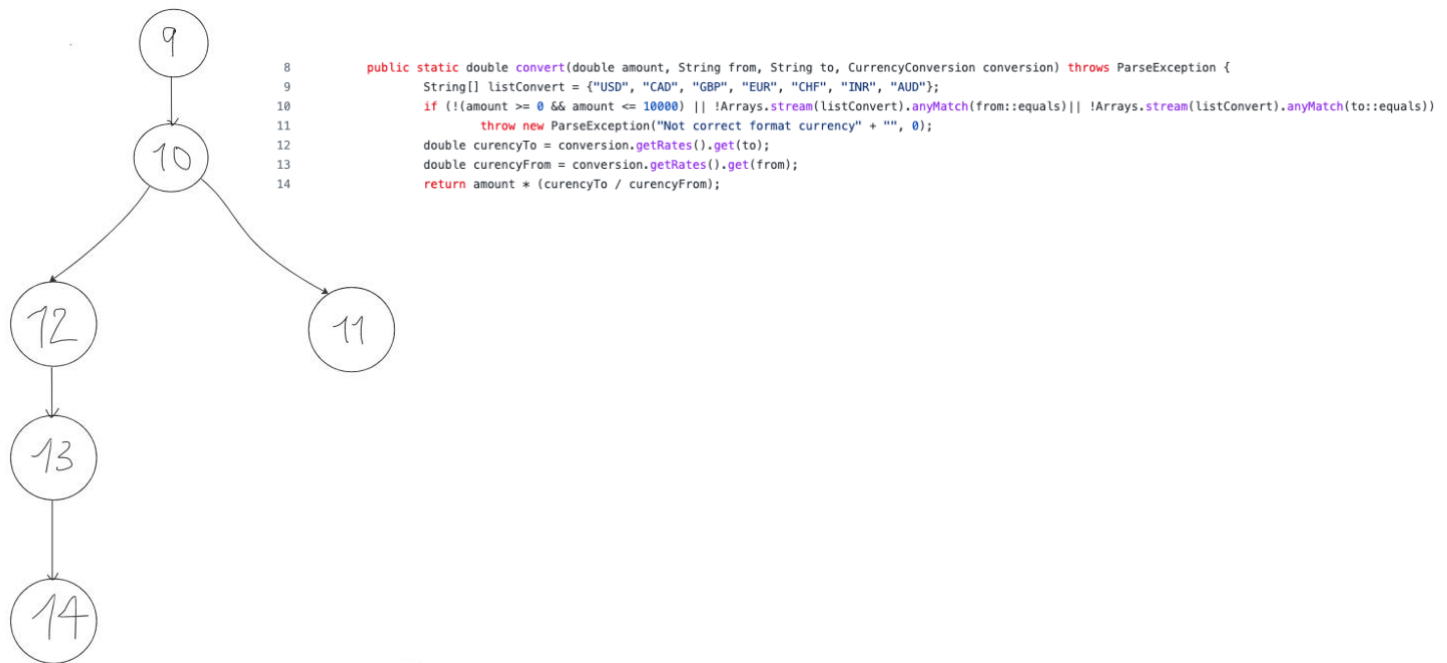 9
8 public static double convert(double amount, String from, String to, CurrencyConversion conversion) throws ParseException {
9 String[] listConvert = {"USD", "CAD", "GBP", "EUR", "CHF", "INR", "AUD"};
10 if (!(amount >= 0 && amount <= 10000) || !Arrays.stream(listConvert).anyMatch(from::equals)|| !Arrays.stream(listConvert).anyMatch(to::equals))
11 throw new ParseException("Not correct format currency" + "", 0);
12 double curencyTo = conversion.getRates().get(to);
13 double curencyFrom = conversion.getRates().get(from);
14 return amount * (curencyTo / curencyFrom);
10
12
11
13
14